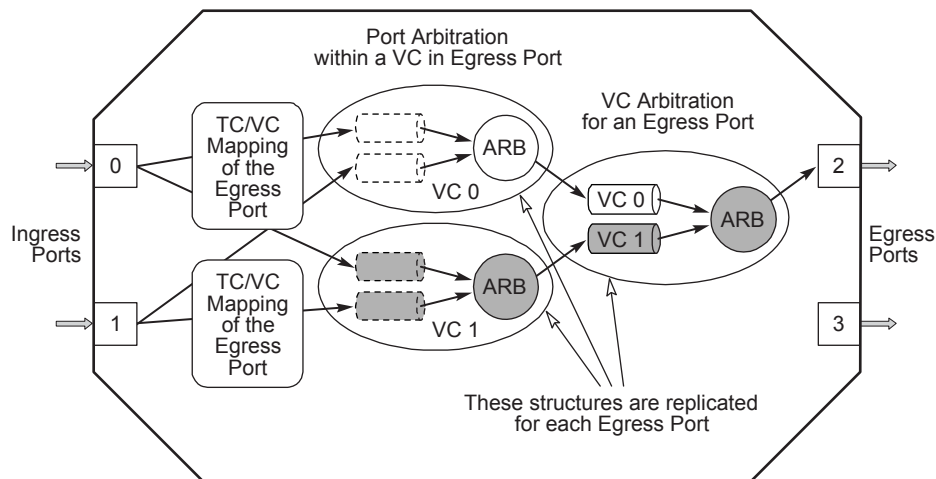 Port Arbitration
within a VC in Egress Port
VC Arbitration
for an Egress Port
TC/VC
Mapping
of the
Egress
Port
ARB
VC 0
0
2
VC 0
VC 1
ARB
Ingress
Ports
Egress
Ports
TC/VC
Mapping
of the
Egress
Port
ARB
VC 1
1
3
These structures are replicated
for each Egress Port